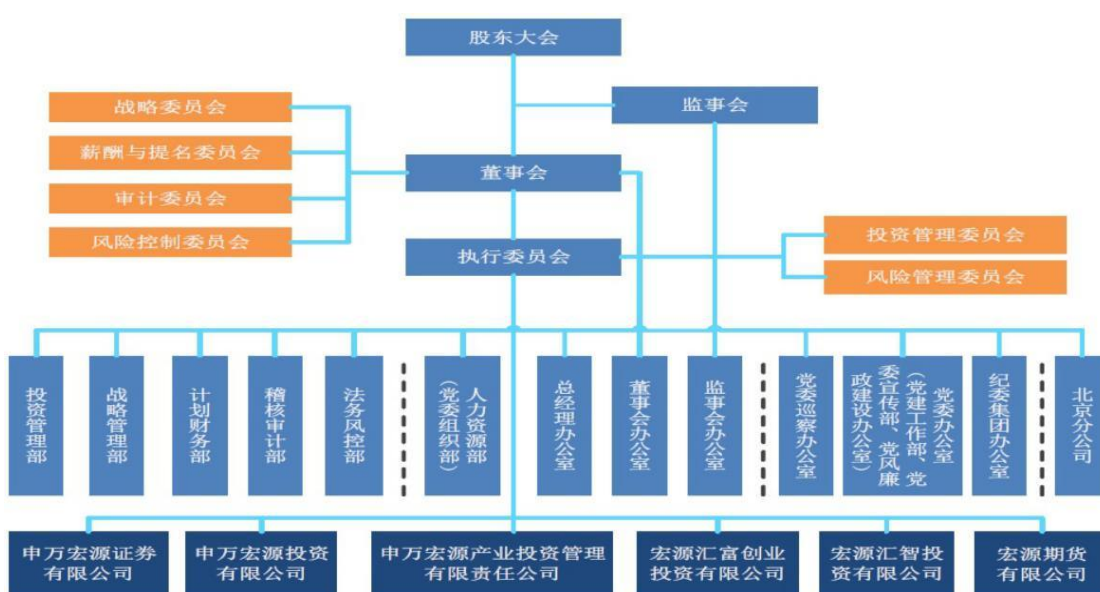 股东大会
监事会
战略委员会
薪酬与提名委员会
审计委员会
风险控制委员会
董事会
执行委员会
投资管理委员会
风险管理委员会
投资管理部
战略管理部
计划财务部
稽核审计部
法务风控部
人力资源部
（党委组织部）
总经理办公室
董事会办公室
监事会办公室
党委巡察办公室
党委办公室
（党建工作部、党
委宣传部、党风廉
政建设办公室）
纪委集团办公室
北京分公司
申万宏源证券
有限公司
申万宏源投资
有限公司
申万宏源产业投资管理
有限责任公司
宏源汇富创业
投资有限公司
宏源汇智投
资有限公司
宏源期货
有限公司